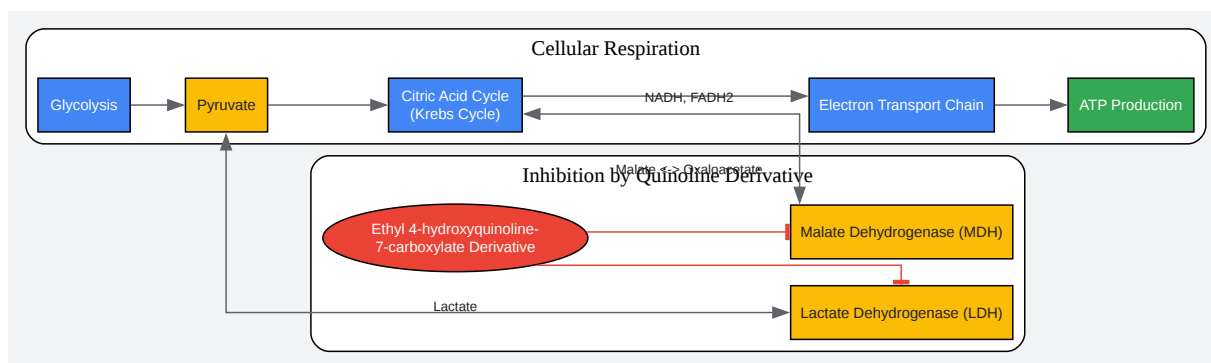 Cellular Respiration
Glycolysis
Pyruvate
Citric Acid Cycle
(Krebs Cycle)
NADH, FADH2
Electron Transport Chain
ATP Production
Malate <-> Oxaloacetate
Inhibition by Quinoline Derivative
Ethyl 4-hydroxyquinoline-
7-carboxylate Derivative
Malate Dehydrogenase (MDH)
Lactate Dehydrogenase (LDH)
Lactate